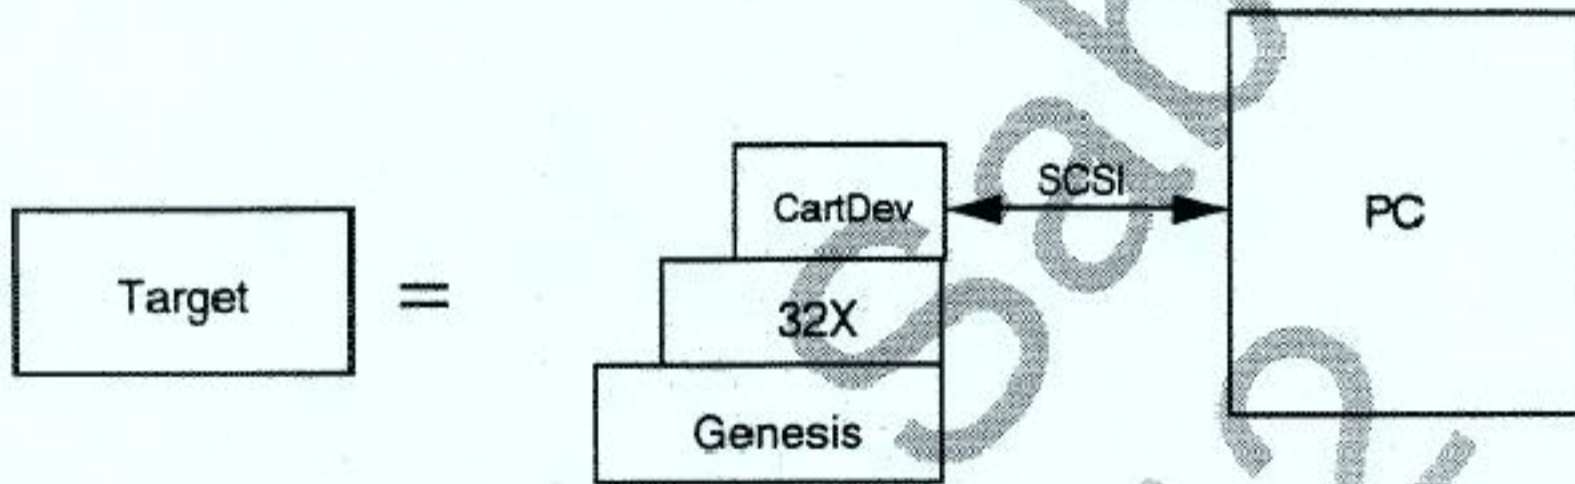 SCSI
CartDev
PC
Target
=
32X
Genesis